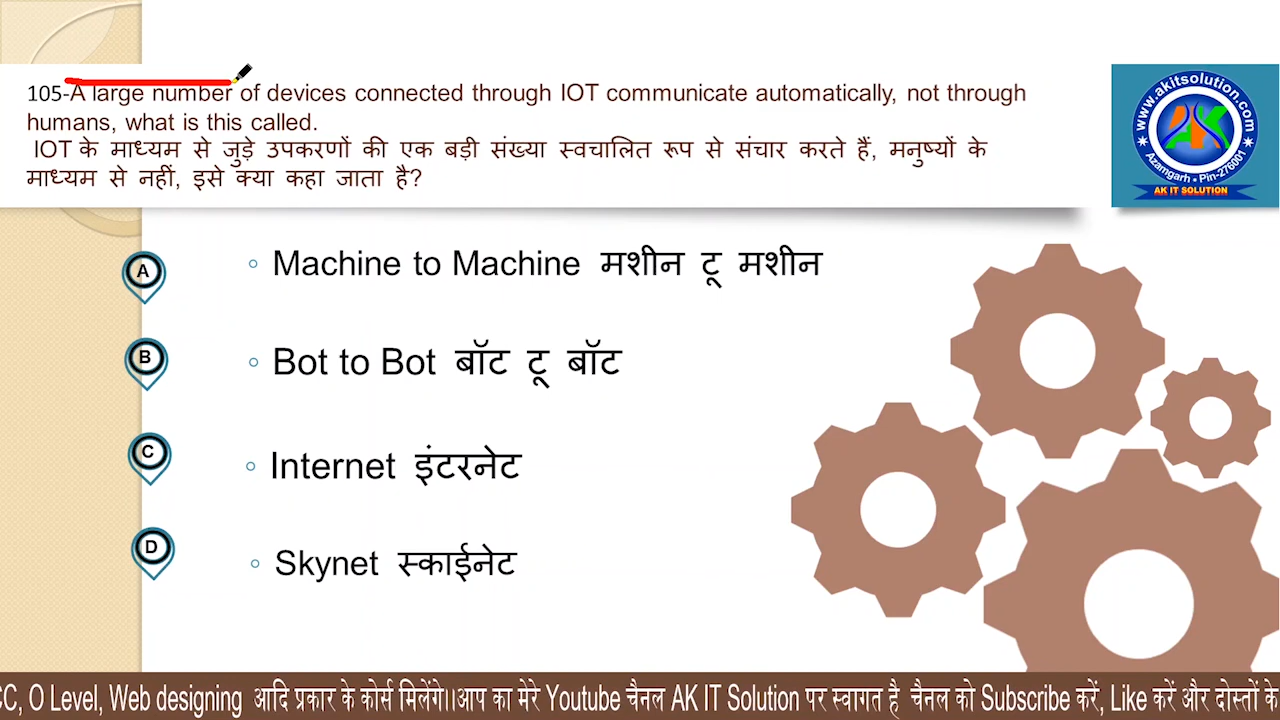 105-A large number of devices connected through IOT communicate automatically, not through
humans, what is this called.
IOT के माध्यम से जुड़े उपकरणों की एक बड़ी संख्या स्वचालित रूप से संचार करते हैं, मनुष्यों के
माध्यम से नहीं, इसे क्या कहा जाता है?
www.akitsolution.com
AK
Azamgarh • Pin-276001
AK IT SOLUTION
A
Machine to Machine मशीन टू मशीन
B
Bot to Bot बॉट टू बॉट
C
Internet इंटरनेट
D
Skynet स्काईनेट
CC, O Level, Web designing आदि प्रकार के कोर्स मिलेंगे।।आप का मेरे Youtube चैनल AK IT Solution पर स्वागत है चैनल को Subscribe करें, Like करें और दोस्तों के